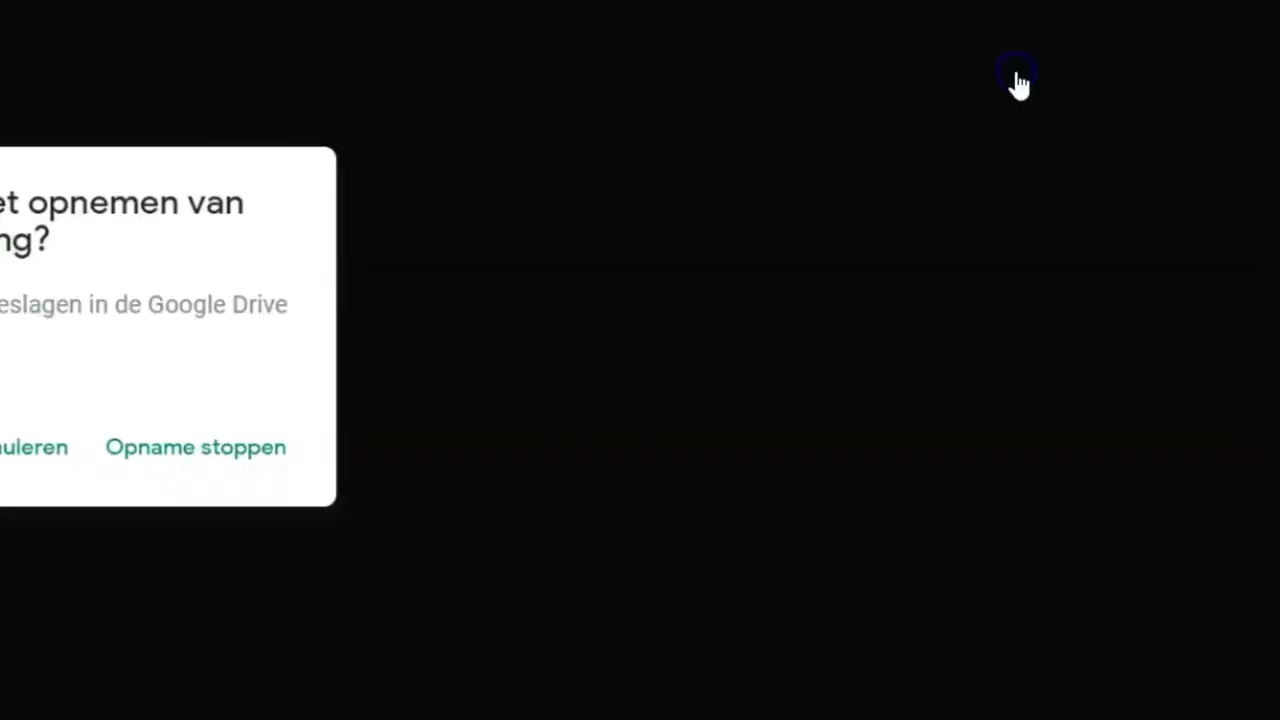 et opnemen van
ng?
eslagen in de Google Drive
uleren Opname stoppen